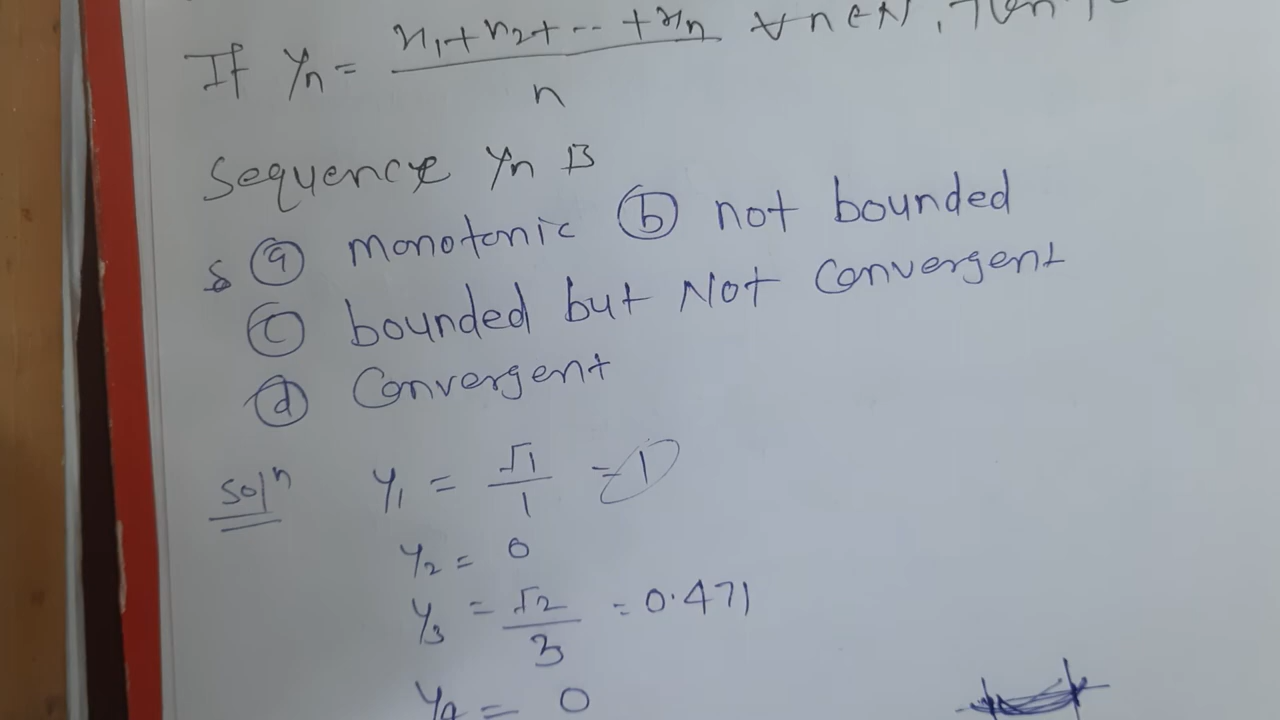 If yn = x1+x2+--+xn / n ∀ n ∈ N,
Sequence yn is
(a) monotonic (b) not bounded
(c) bounded but Not Convergent
(d) Convergent
Solⁿ y1 = √1/1 = 1
y2 = 0
y3 = √2/3 = 0.471
y4 = 0